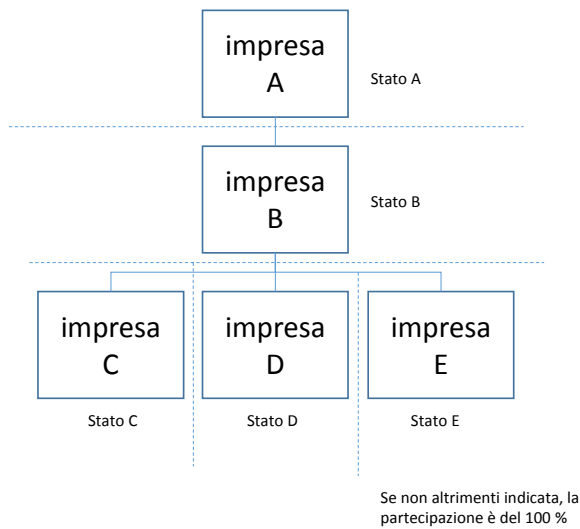 impresa
A
Stato A
impresa
B
Stato B
impresa
C
impresa
D
impresa
E
Stato C
Stato D
Stato E
Se non altrimenti indicata, la
partecipazione è del 100 %